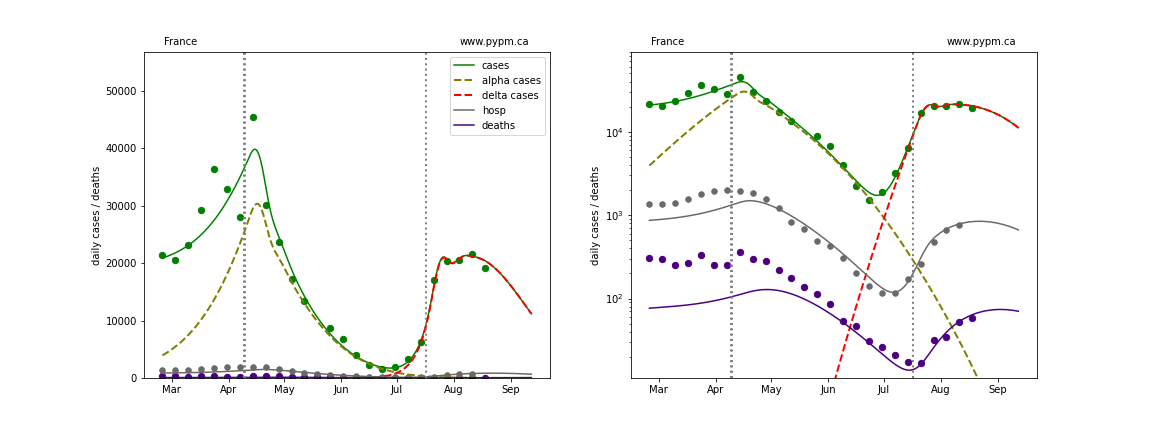 France www.pypm.ca
50000
40000
30000
20000
10000
0
daily cases / deaths
cases
alpha cases
delta cases
hosp
deaths
Mar Apr May Jun Jul Aug Sep
France www.pypm.ca
10⁴
10³
10²
daily cases / deaths
Mar Apr May Jun Jul Aug Sep